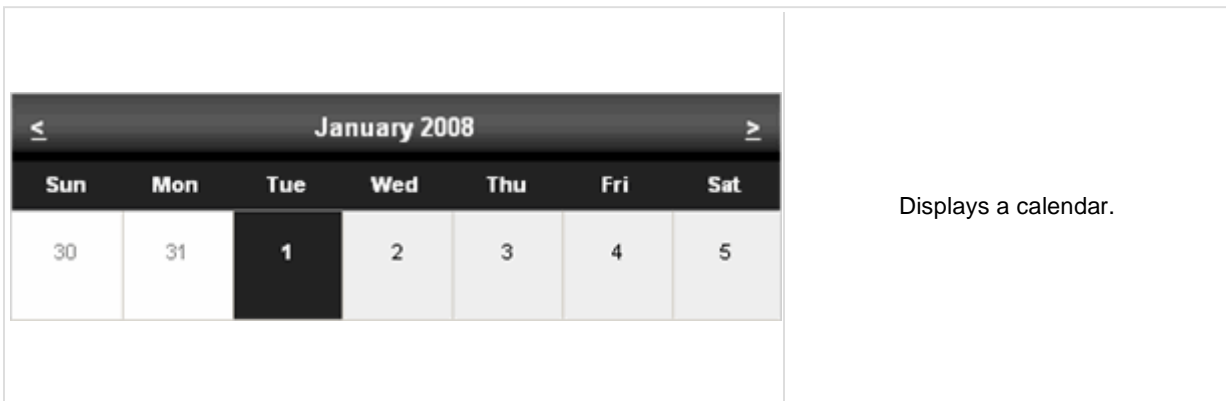 < January 2008 >
Sun Mon Tue Wed Thu Fri Sat
30 31 1 2 3 4 5
Displays a calendar.